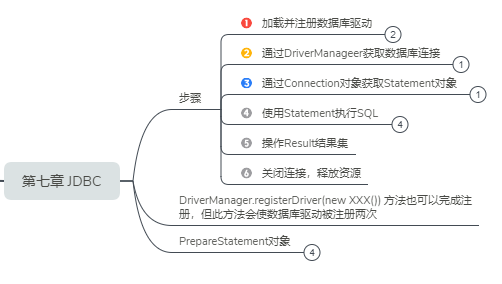 1 加载并注册数据库驱动 2
2 通过DriverManageer获取数据库连接 1
3 通过Connection对象获取Statement对象 1
步骤
4 使用Statement执行SQL 4
5 操作Result结果集
6 关闭连接，释放资源
第七章 JDBC
DriverManager.registerDriver(new XXX()) 方法也可以完成注
册，但此方法会使数据库驱动被注册两次
PrepareStatement对象 4